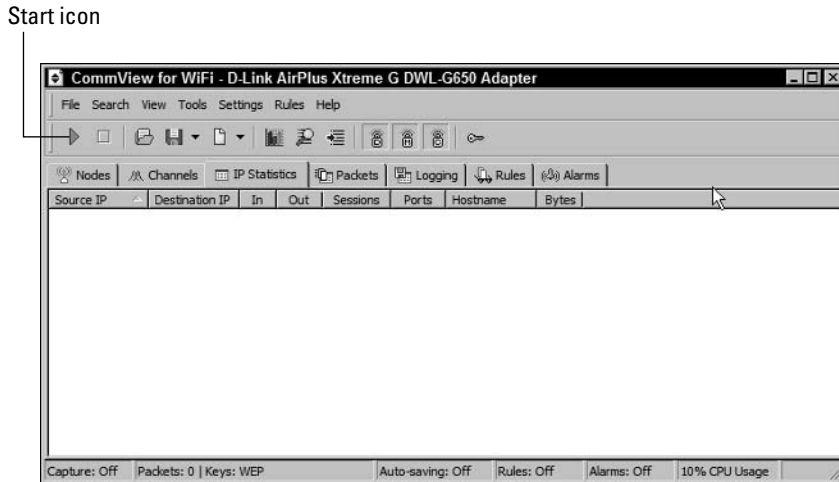 Start icon
CommView for WiFi - D-Link AirPlus Xtreme G DWL-G650 Adapter
File Search View Tools Settings Rules Help
Nodes Channels IP Statistics Packets Logging Rules Alarms
Source IP Destination IP In Out Sessions Ports Hostname Bytes
Capture: Off Packets: 0 | Keys: WEP Auto-saving: Off Rules: Off Alarms: Off 10% CPU Usage